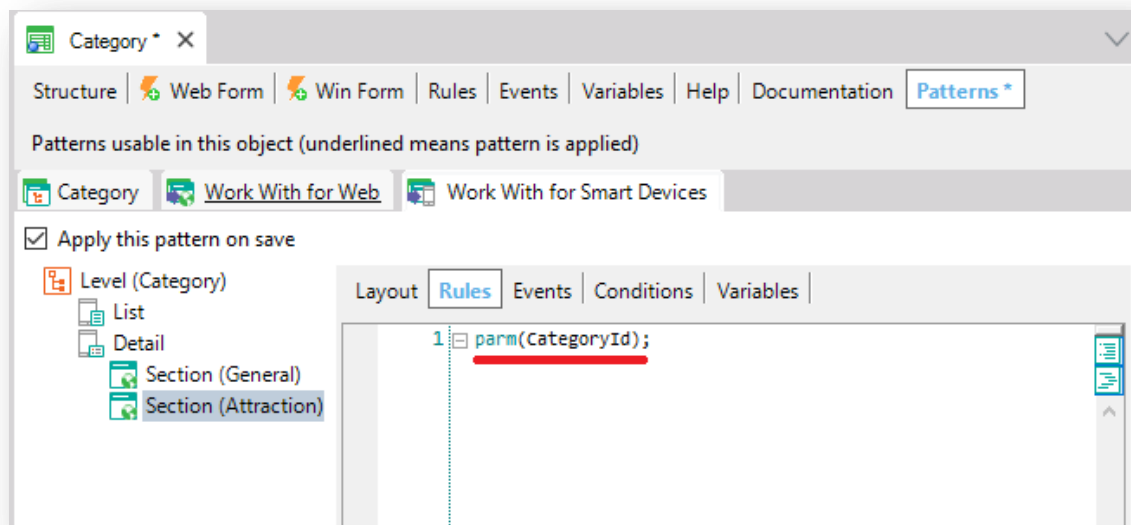 Category *
Structure Web Form Win Form Rules Events Variables Help Documentation Patterns *
Patterns usable in this object (underlined means pattern is applied)
Category Work With for Web Work With for Smart Devices
Apply this pattern on save
Level (Category)
List
Detail
Section (General)
Section (Attraction)
Layout Rules Events Conditions Variables
1 parm(CategoryId);